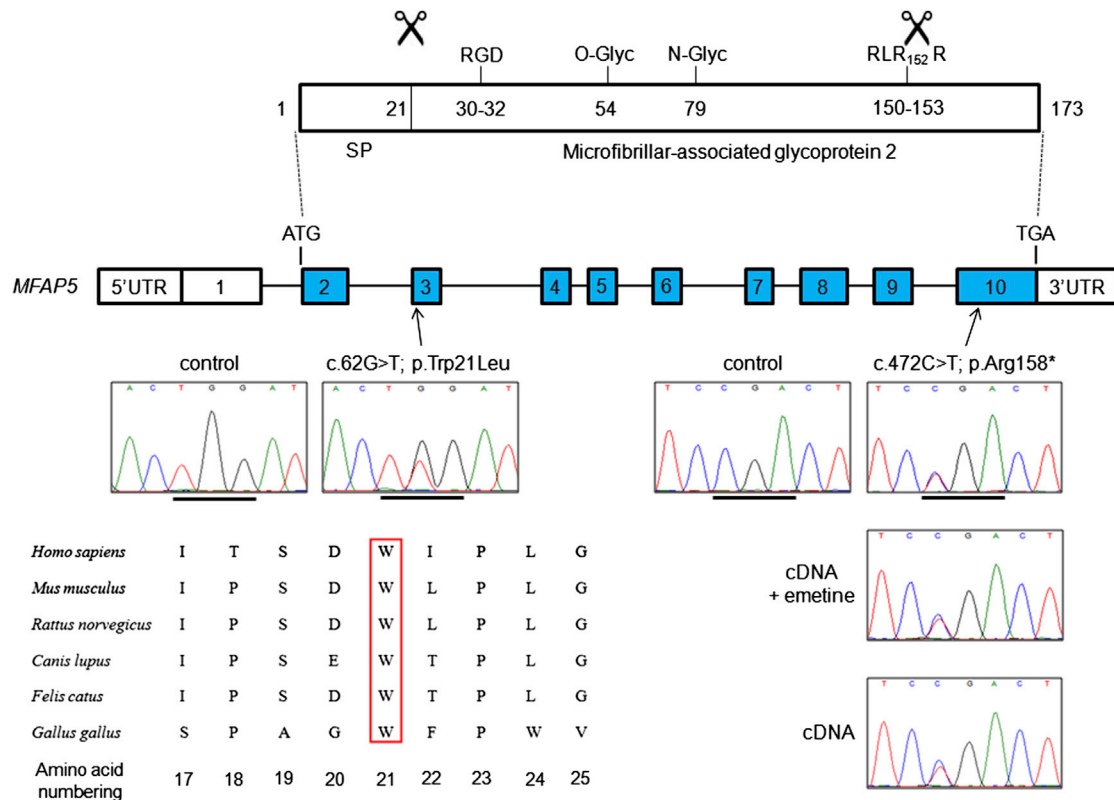 RGD O-Glyc N-Glyc RLR152 R
1 21 30-32 54 79 150-153 173
SP Microfibrillar-associated glycoprotein 2
ATG TGA
MFAP5 5'UTR 1 2 3 4 5 6 7 8 9 10 3'UTR
control c.62G>T; p.Trp21Leu control c.472C>T; p.Arg158*
A C T G G A T A C T G G A T T C C G A C T T C C G A C T
Homo sapiens I T S D W I P L G
Mus musculus I P S D W L P L G
Rattus norvegicus I P S D W L P L G
Canis lupus I P S E W T P L G
Felis catus I P S D W T P L G
Gallus gallus S P A G W F P W V
Amino acid
numbering 17 18 19 20 21 22 23 24 25
T C C G A C T
cDNA
+ emetine
T C C G A C T
cDNA